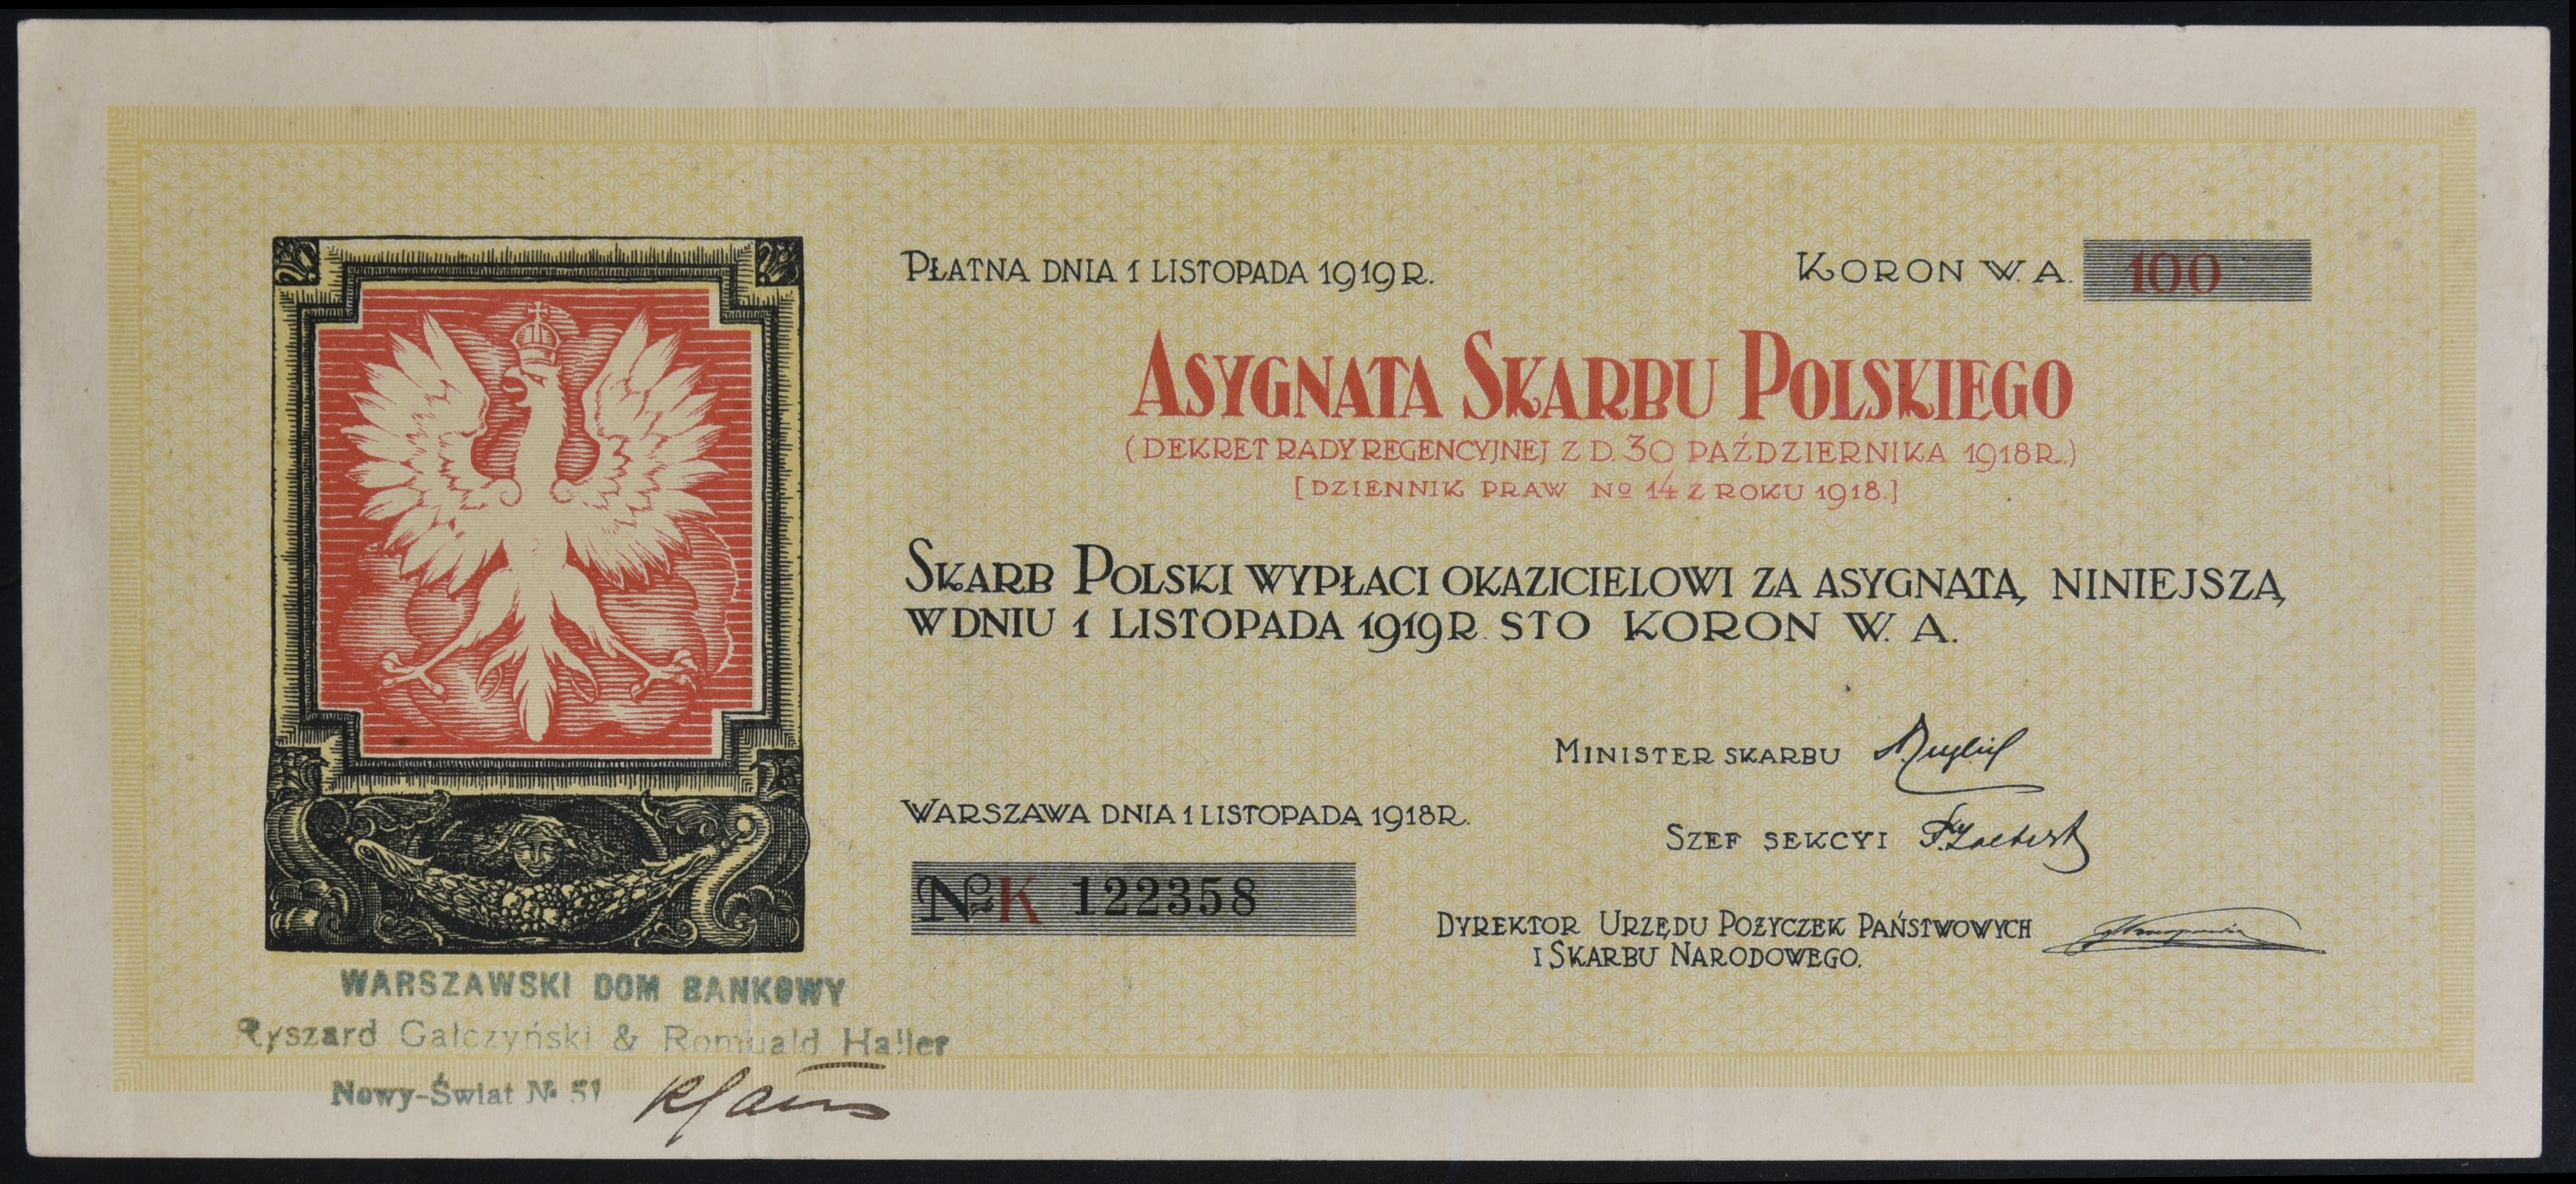 PŁATNA DNIA 1 LISTOPADA 1919 R.
KORON W. A. 100
ASYGNATA SKARBU POLSKIEGO
(DEKRET RADY REGENCYJNEJ Z D. 30 PAŹDZIERNIKA 1918 R.)
[DZIENNIK PRAW No 14 Z ROKU 1918.]
SKARB POLSKI WYPŁACI OKAZICIELOWI ZA ASYGNATĄ NINIEJSZĄ
W DNIU 1 LISTOPADA 1919 R. STO KORON W. A.
MINISTER SKARBU
WARSZAWA DNIA 1 LISTOPADA 1918 R.
SZEF SEKCYI
No K 122358
DYREKTOR URZĘDU POŻYCZEK PAŃSTWOWYCH
I SKARBU NARODOWEGO.
WARSZAWSKI DOM BANKOWY
Ryszard Gałczyński & Romuald Haller
Nowy-Świat No 51